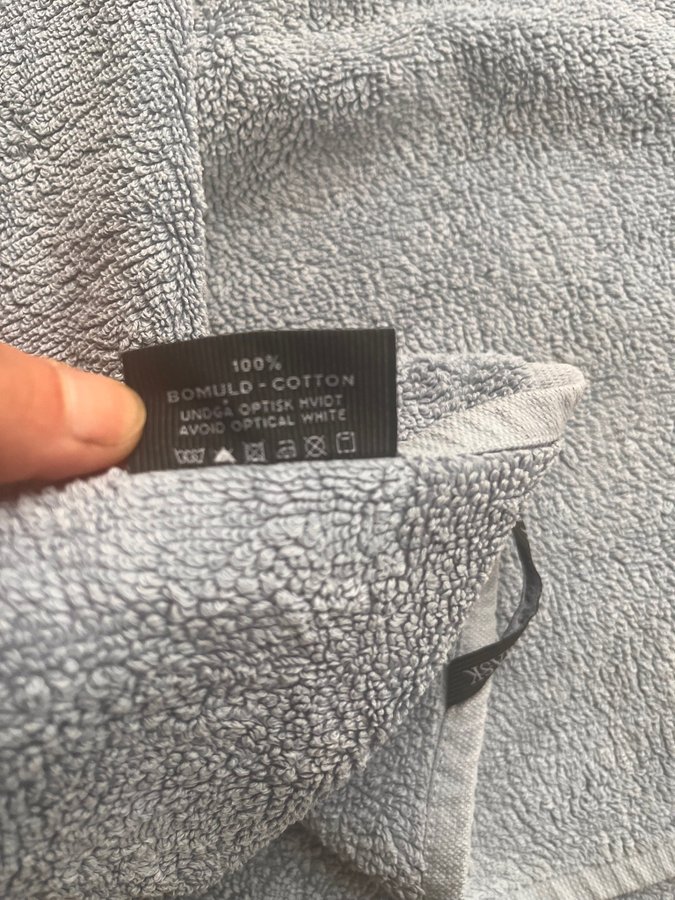 100%
BOMULD - COTTON
UNDGÅ OPTISK HVIDT
AVOID OPTICAL WHITE